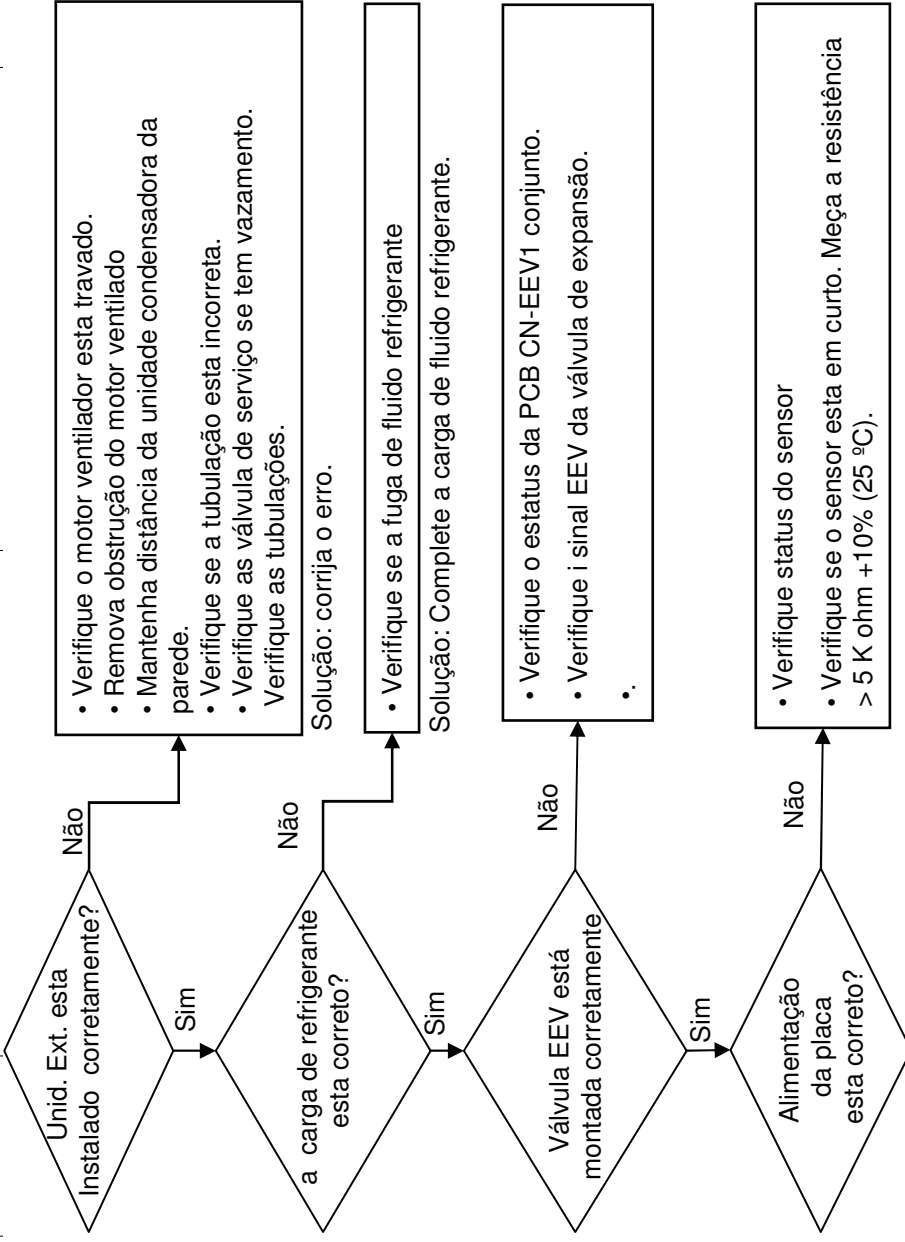 Unid. Ext. esta
Instalado corretamente?
Não
• Verifique o motor ventilador esta travado.
• Remova obstrução do motor ventilado
• Mantenha distância da unidade condensadora da
parede.
• Verifique se a tubulação esta incorreta.
• Verifique as válvula de serviço se tem vazamento.
Verifique as tubulações.
Solução: corrija o erro.
Sim
a carga de refrigerante
esta correto?
Não
• Verifique se a fuga de fluido refrigerante
Solução: Complete a carga de fluido refrigerante.
Sim
Válvula EEV está
montada corretamente
Não
• Verifique o estatus da PCB CN-EEV1 conjunto.
• Verifique i sinal EEV da válvula de expansão.
•.
Sim
Alimentação
da placa
esta correto?
Não
• Verifique status do sensor
• Verifique se o sensor esta em curto. Meça a resistência
> 5 K ohm +10% (25 ºC).